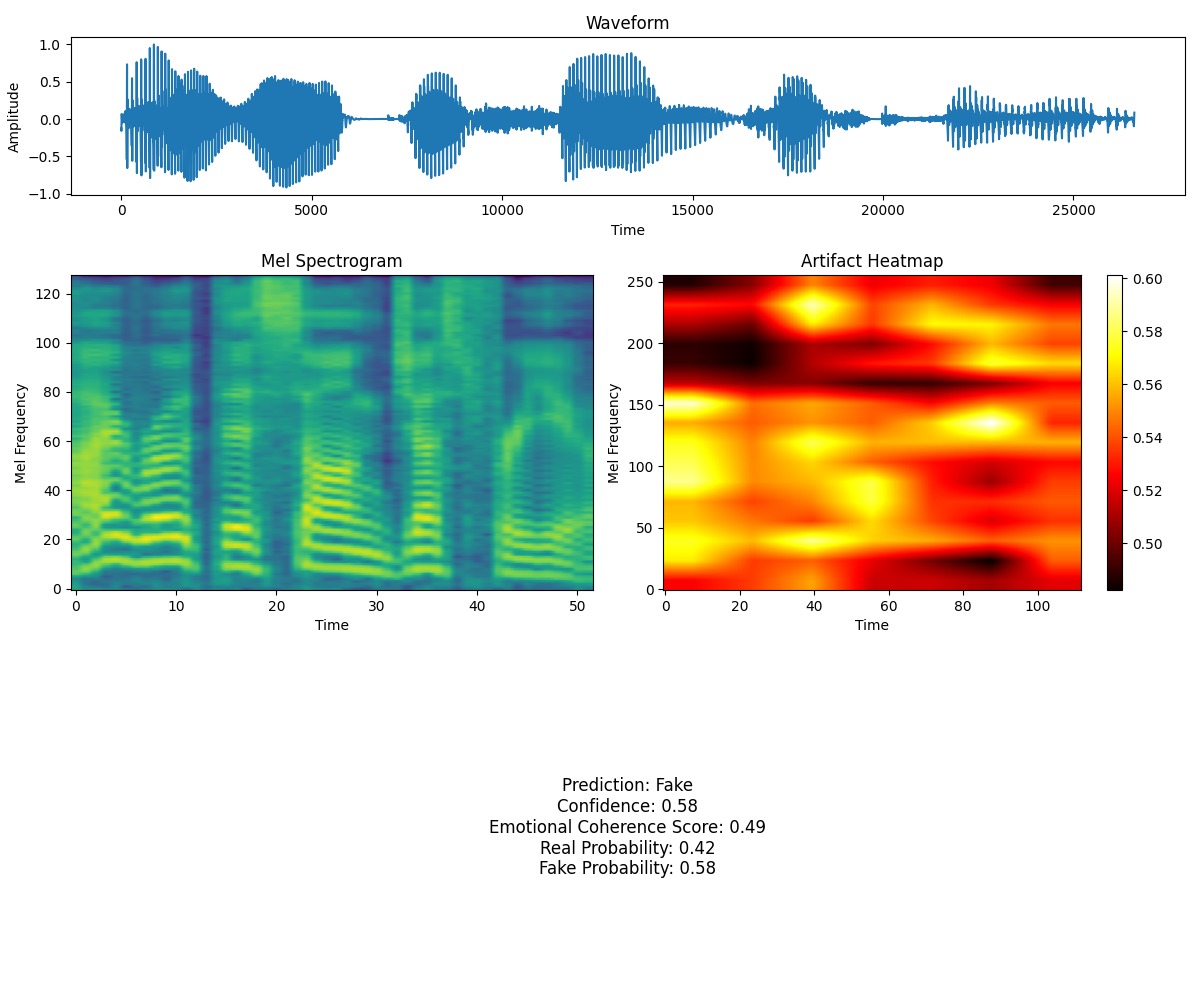 Waveform
1.0
0.5
0.0
−0.5
−1.0
Amplitude
0 5000 10000 15000 20000 25000
Time
Mel Spectrogram
120
100
80
60
40
20
0
Mel Frequency
0 10 20 30 40 50
Time
Artifact Heatmap
250
200
150
100
50
0
Mel Frequency
0 20 40 60 80 100
Time
0.60
0.58
0.56
0.54
0.52
0.50
Prediction: Fake
Confidence: 0.58
Emotional Coherence Score: 0.49
Real Probability: 0.42
Fake Probability: 0.58